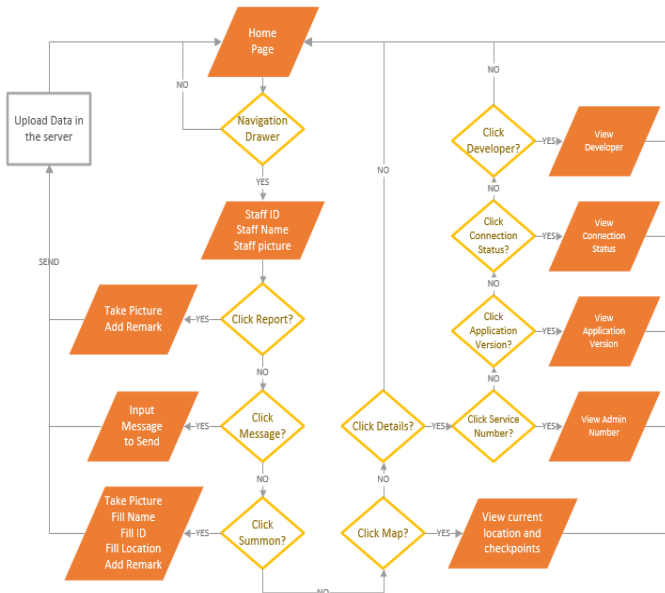 Home
Page
NO
Navigation
Drawer
Upload Data in
the server
YES
Staff ID
Staff Name
Staff picture
SEND
Take Picture
Add Remark
YES
Click Report?
NO
Input
Message
to Send
YES
Click
Message?
NO
Take Picture
Fill Name
Fill ID
Fill Location
Add Remark
YES
Click
Summon?
NO
Click Map?
YES
View current
location and
checkpoints
NO
Click Details?
NO
YES
Click Service
Number?
YES
View Admin
Number
NO
Click
Application
Version?
YES
View
Application
Version
NO
Click
Connection
Status?
YES
View
Connection
Status
NO
Click
Developer?
YES
View
Developer
NO